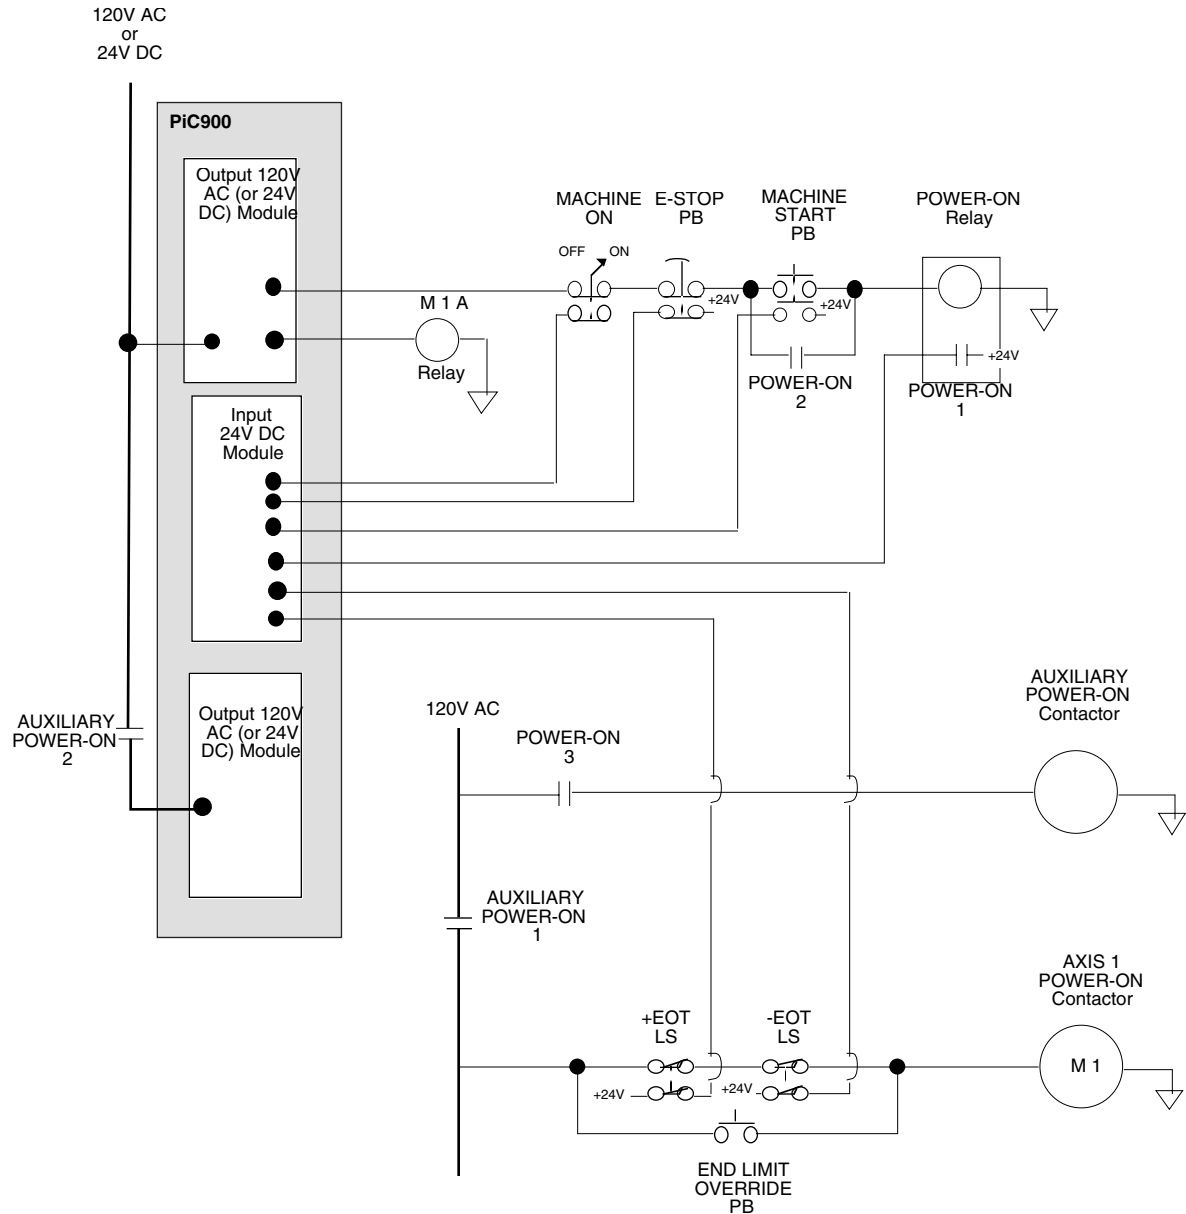 120V AC
or
24V DC
PiC900
Output 120V
AC (or 24V
DC) Module
MACHINE
ON
E-STOP
PB
MACHINE
START
PB
POWER-ON
Relay
OFF
ON
M 1 A
Relay
+24V
+24V
+24V
POWER-ON
2
POWER-ON
1
Input
24V DC
Module
AUXILIARY
POWER-ON
2
Output 120V
AC (or 24V
DC) Module
120V AC
POWER-ON
3
AUXILIARY
POWER-ON
Contactor
AUXILIARY
POWER-ON
1
+EOT
LS
-EOT
LS
AXIS 1
POWER-ON
Contactor
M 1
+24V
+24V
END LIMIT
OVERRIDE
PB